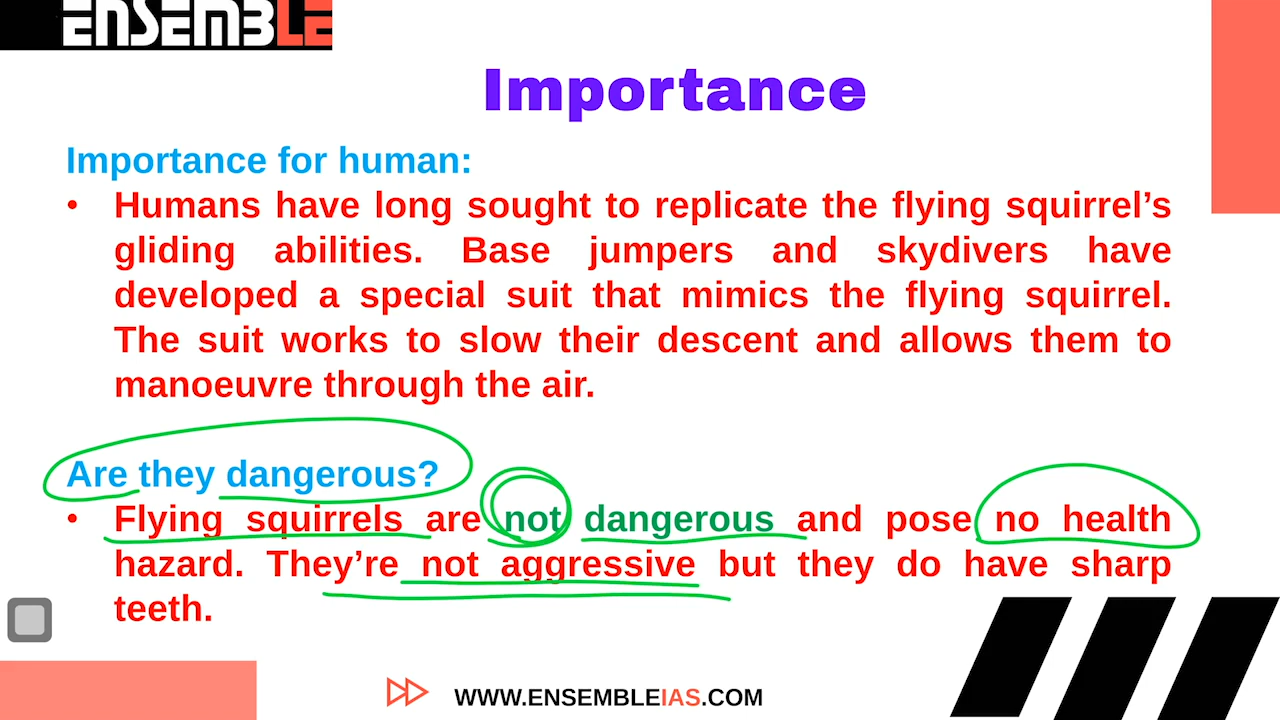 ENSEMBLE
Importance
Importance for human:
• Humans have long sought to replicate the flying squirrel’s
gliding abilities. Base jumpers and skydivers have
developed a special suit that mimics the flying squirrel.
The suit works to slow their descent and allows them to
manoeuvre through the air.
Are they dangerous?
• Flying squirrels are not dangerous and pose no health
hazard. They’re not aggressive but they do have sharp
teeth.
WWW.ENSEMBLEIAS.COM